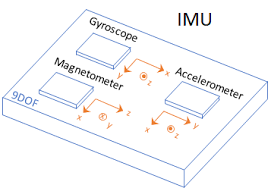 IMU
Gyroscope
x
y
z
Magnetometer
Accelerometer
9DOF
x
y
z
x
y
z